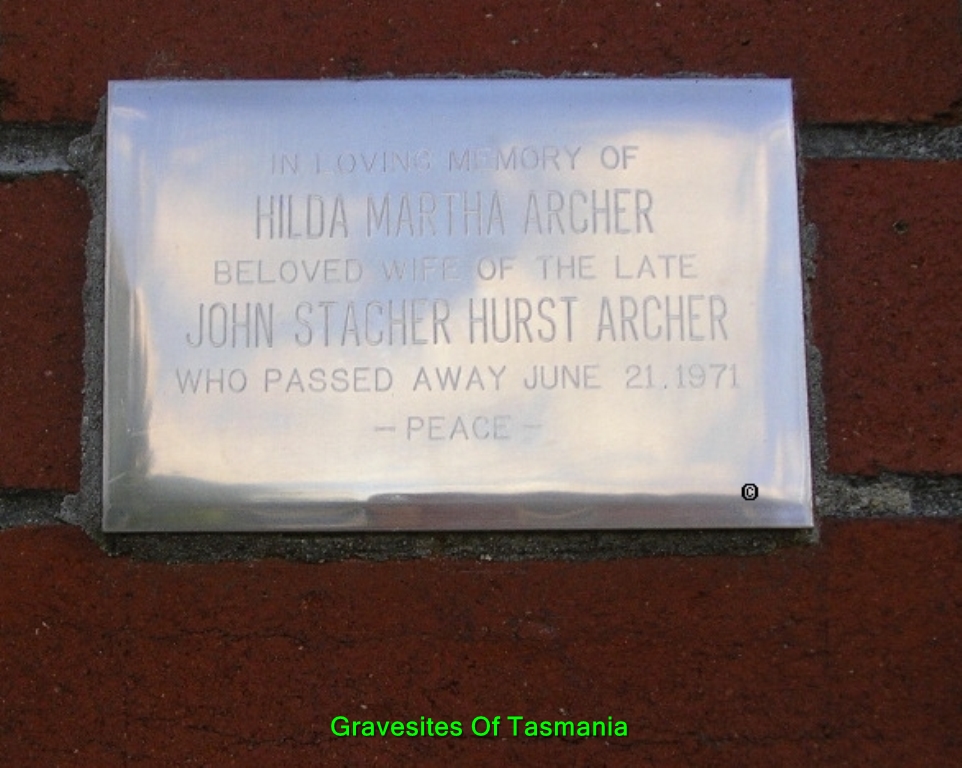 IN LOVING MEMORY OF
HILDA MARTHA ARCHER
BELOVED WIFE OF THE LATE
JOHN STACHER HURST ARCHER
WHO PASSED AWAY JUNE 21.1971
- PEACE -
©
Gravesites Of Tasmania